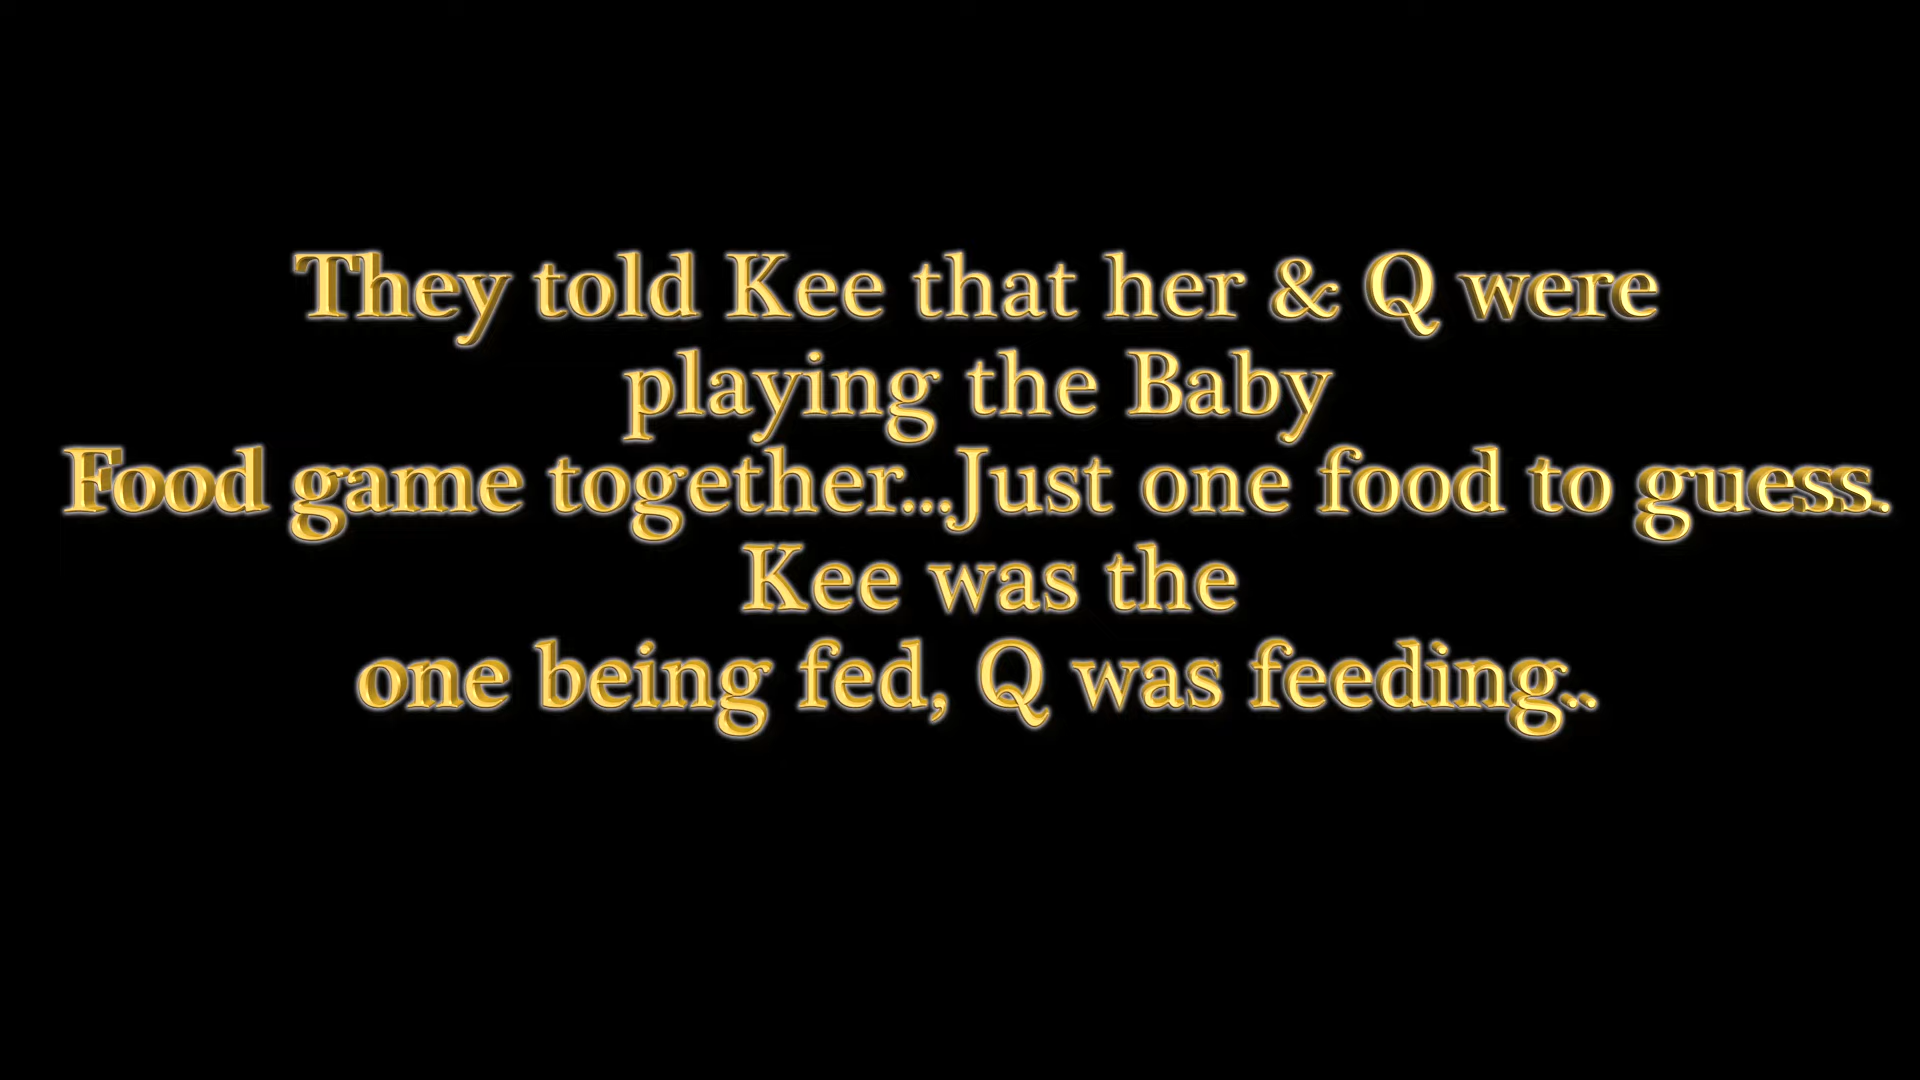 They told Kee that her & Q were
playing the Baby
Food game together...Just one food to guess.
Kee was the
one being fed, Q was feeding..